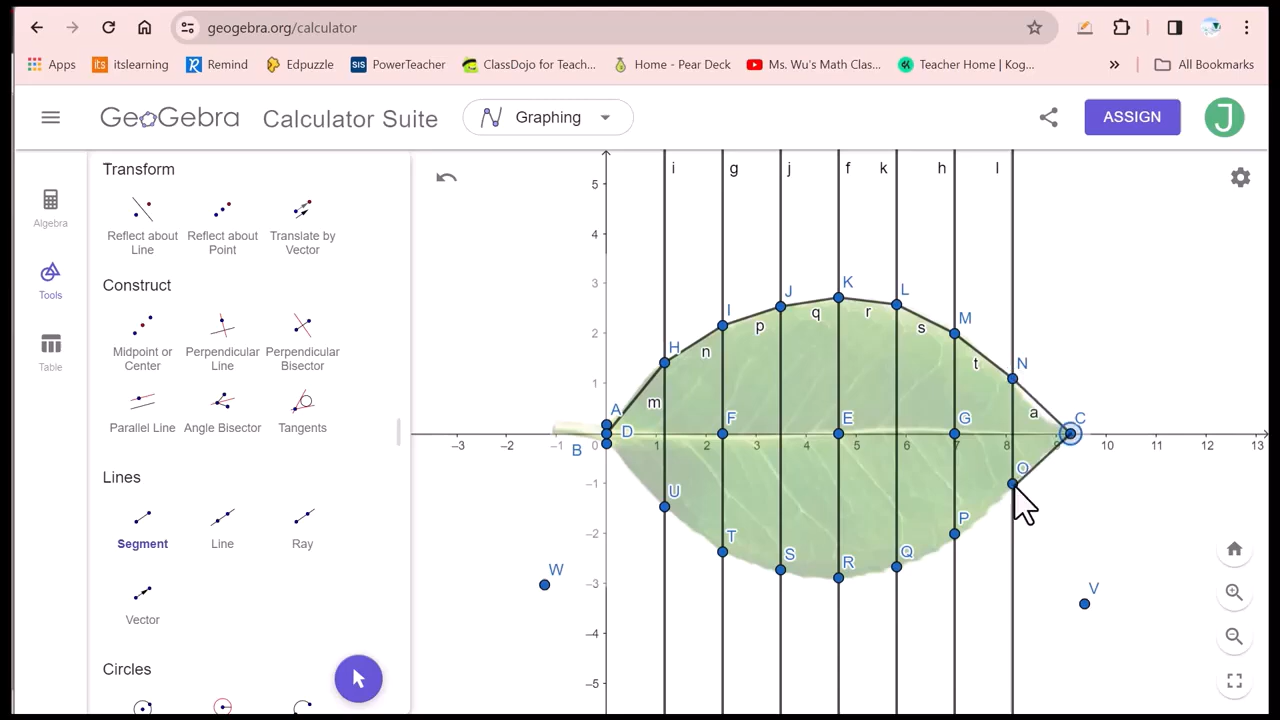 geogebra.org/calculator
Apps
itslearning
Remind
Edpuzzle
SIS PowerTeacher
ClassDojo for Teach...
Home - Pear Deck
Ms. Wu's Math Clas...
Teacher Home | Kog...
»
All Bookmarks
GeoGebra
Calculator Suite
Graphing
ASSIGN
J
Algebra
Tools
Table
Transform
Reflect about Line
Reflect about Point
Translate by Vector
Construct
Midpoint or Center
Perpendicular Line
Perpendicular Bisector
Parallel Line
Angle Bisector
Tangents
Lines
Segment
Line
Ray
Vector
Circles
i g j f k h l
5
4
3
2
1
0
–1
–2
–3
–4
–5
–3 –2 –1 0 1 2 3 4 5 6 7 8 9 10 11 12 13
K
J L
I M
p q r s
H n t N
m a
A D F E G C
B
O
U P
T S R Q
W V